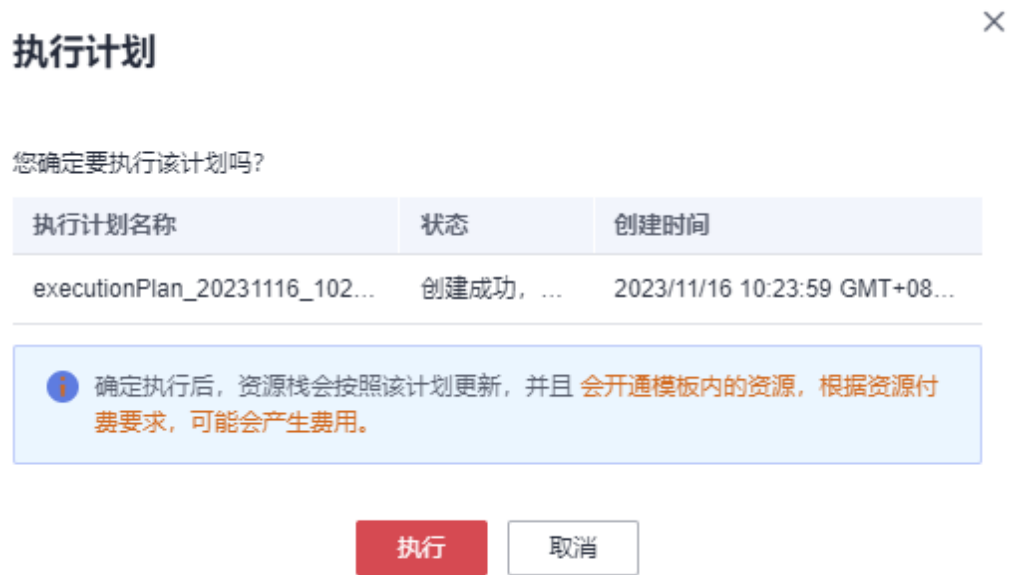 执行计划
您确定要执行该计划吗?
执行计划名称 状态 创建时间
executionPlan_20231116_102... 创建成功，... 2023/11/16 10:23:59 GMT+08...
确定执行后，资源栈会按照该计划更新，并且 会开通模板内的资源，根据资源付
费要求，可能会产生费用。
执行 取消